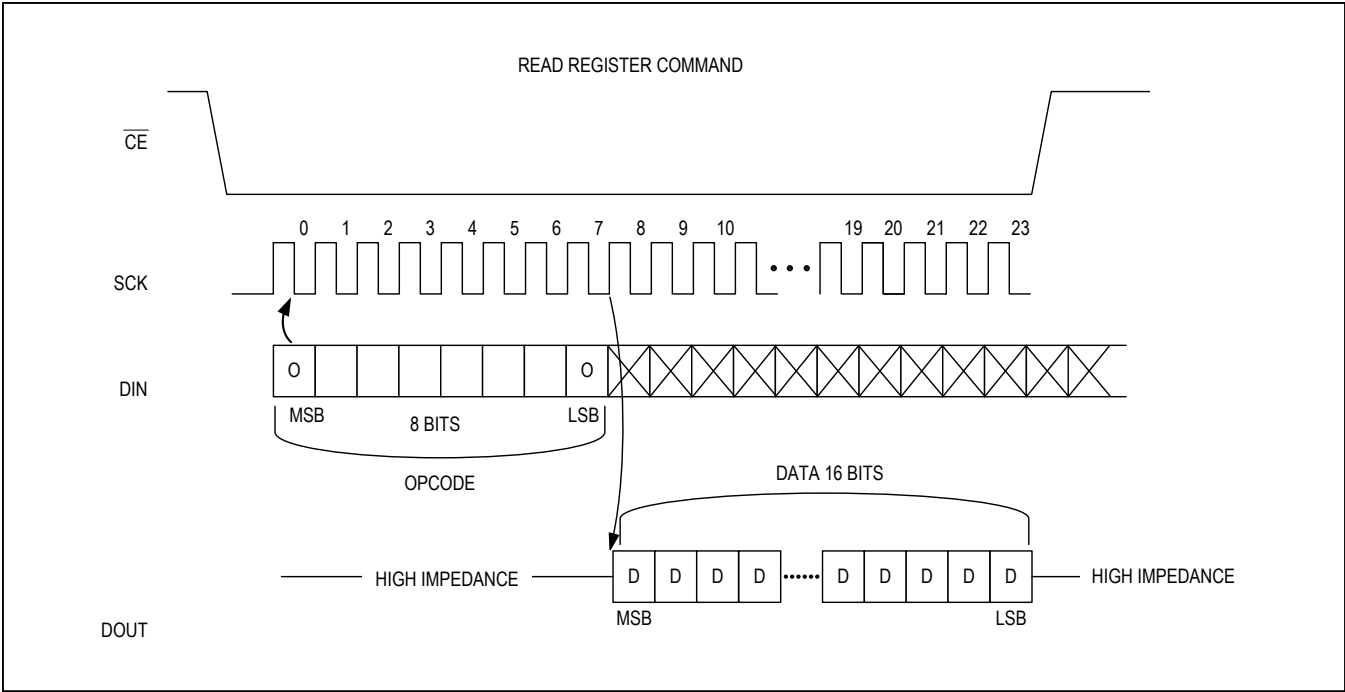 READ REGISTER COMMAND
CE
0 1 2 3 4 5 6 7 8 9 10 19 20 21 22 23
SCK
DIN
O O
MSB 8 BITS LSB
OPCODE
DATA 16 BITS
HIGH IMPEDANCE D D D D D D D D D HIGH IMPEDANCE
MSB LSB
DOUT